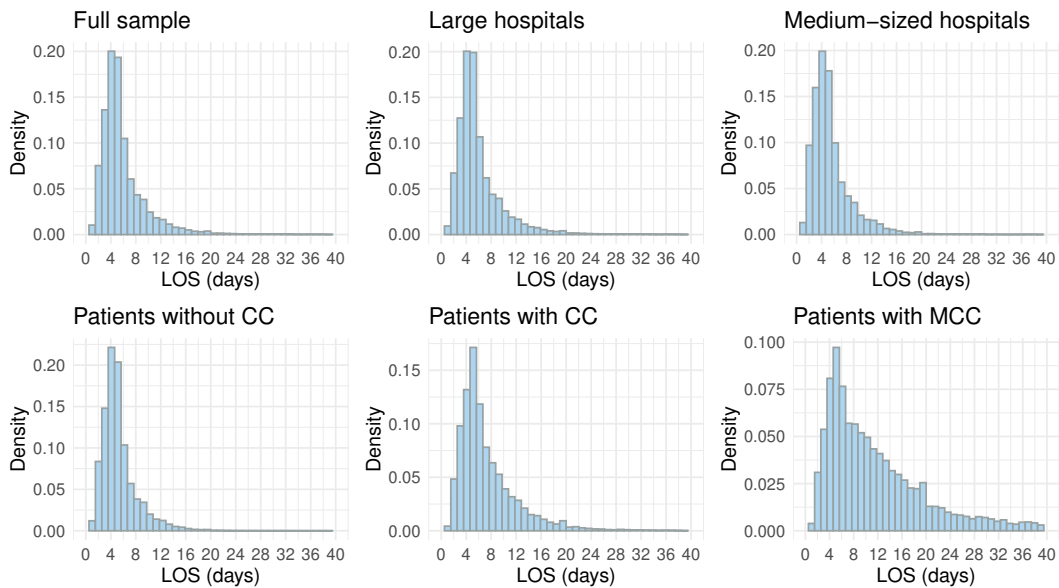 Full sample
Large hospitals
Medium−sized hospitals
0.20
0.15
0.10
0.05
0.00
Density
0 4 8 12 16 20 24 28 32 36 40
LOS (days)
0.20
0.15
0.10
0.05
0.00
Density
0 4 8 12 16 20 24 28 32 36 40
LOS (days)
0.20
0.15
0.10
0.05
0.00
Density
0 4 8 12 16 20 24 28 32 36 40
LOS (days)
Patients without CC
Patients with CC
Patients with MCC
0.20
0.15
0.10
0.05
0.00
Density
0 4 8 12 16 20 24 28 32 36 40
LOS (days)
0.15
0.10
0.05
0.00
Density
0 4 8 12 16 20 24 28 32 36 40
LOS (days)
0.100
0.075
0.050
0.025
0.000
Density
0 4 8 12 16 20 24 28 32 36 40
LOS (days)